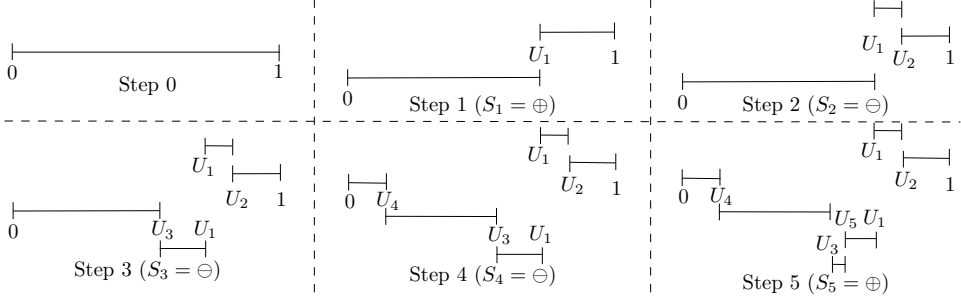 0 1
Step 0
U₁ 1
0
Step 1 (S₁ = ⊕)
U₁ U₂ 1
0
Step 2 (S₂ = ⊖)
U₁
U₂ 1
0 U₃ U₁
Step 3 (S₃ = ⊖)
U₁
U₂ 1
0 U₄
U₃ U₁
Step 4 (S₄ = ⊖)
U₁
U₂ 1
0 U₄
U₅ U₁
U₃
Step 5 (S₅ = ⊕)